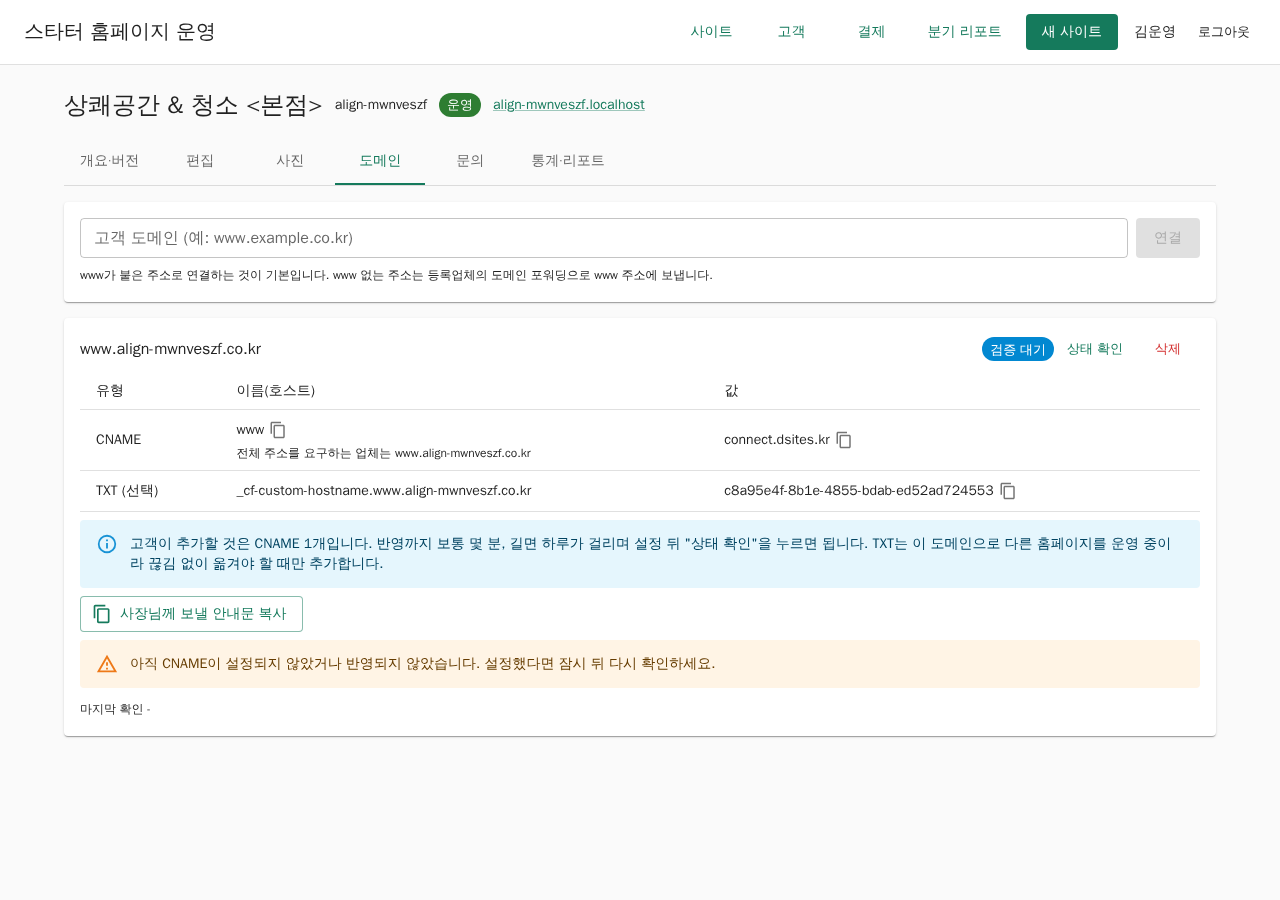 스타터 홈페이지 운영
사이트
고객
결제
분기 리포트
새 사이트
김운영
로그아웃
상쾌공간 & 청소 <본점>
align-mwnveszf
운영
align-mwnveszf.localhost
개요·버전
편집
사진
도메인
문의
통계·리포트
고객 도메인 (예: www.example.co.kr)
연결
www가 붙은 주소로 연결하는 것이 기본입니다. www 없는 주소는 등록업체의 도메인 포워딩으로 www 주소에 보냅니다.
www.align-mwnveszf.co.kr
검증 대기
상태 확인
삭제
유형
이름(호스트)
값
CNAME
www
전체 주소를 요구하는 업체는 www.align-mwnveszf.co.kr
connect.dsites.kr
TXT (선택)
_cf-custom-hostname.www.align-mwnveszf.co.kr
c8a95e4f-8b1e-4855-bdab-ed52ad724553
고객이 추가할 것은 CNAME 1개입니다. 반영까지 보통 몇 분, 길면 하루가 걸리며 설정 뒤 "상태 확인"을 누르면 됩니다. TXT는 이 도메인으로 다른 홈페이지를 운영 중이
라 끊김 없이 옮겨야 할 때만 추가합니다.
사장님께 보낼 안내문 복사
아직 CNAME이 설정되지 않았거나 반영되지 않았습니다. 설정했다면 잠시 뒤 다시 확인하세요.
마지막 확인 -